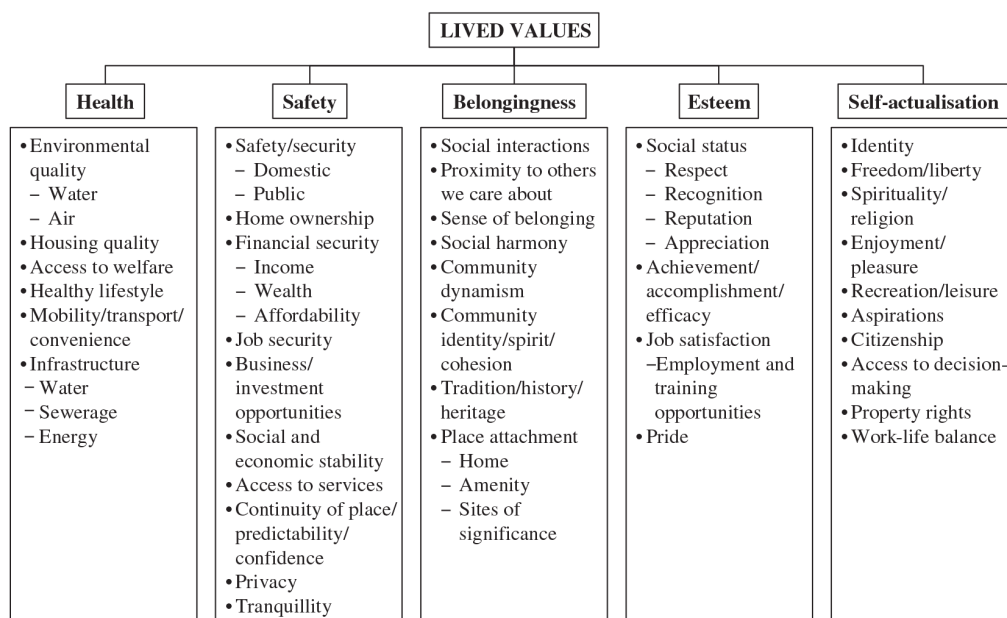 LIVED VALUES
Health
• Environmental
quality
– Water
– Air
• Housing quality
• Access to welfare
• Healthy lifestyle
• Mobility/transport/
convenience
• Infrastructure
– Water
– Sewerage
– Energy
Safety
• Safety/security
– Domestic
– Public
• Home ownership
• Financial security
– Income
– Wealth
– Affordability
• Job security
• Business/
investment
opportunities
• Social and
economic stability
• Access to services
• Continuity of place/
predictability/
confidence
• Privacy
• Tranquillity
Belongingness
• Social interactions
• Proximity to others
we care about
• Sense of belonging
• Social harmony
• Community
dynamism
• Community
identity/spirit/
cohesion
• Tradition/history/
heritage
• Place attachment
– Home
– Amenity
– Sites of
significance
Esteem
• Social status
– Respect
– Recognition
– Reputation
– Appreciation
• Achievement/
accomplishment/
efficacy
• Job satisfaction
–Employment and
training
opportunities
• Pride
Self-actualisation
• Identity
• Freedom/liberty
• Spirituality/
religion
• Enjoyment/
pleasure
• Recreation/leisure
• Aspirations
• Citizenship
• Access to decision-
making
• Property rights
• Work-life balance